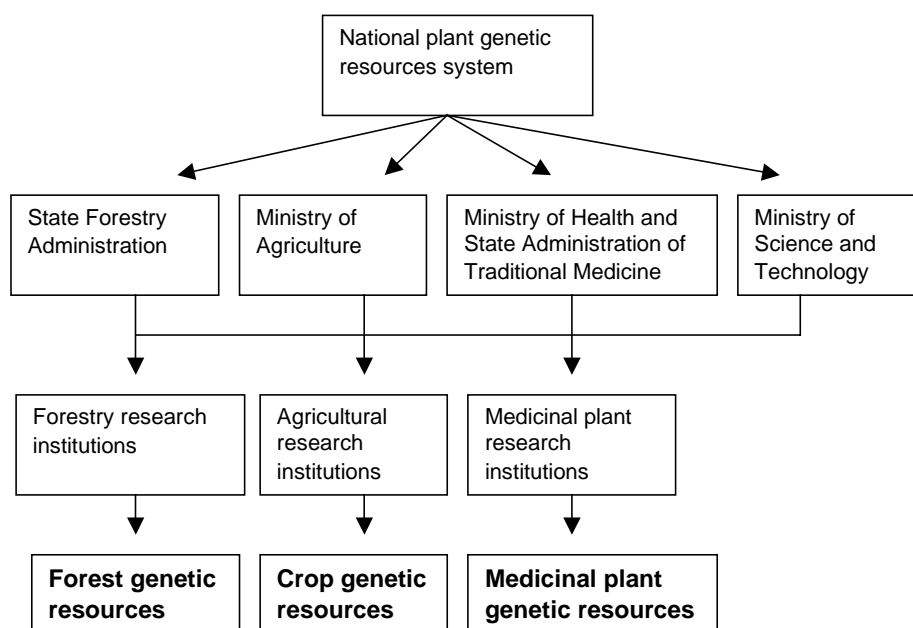 National plant genetic
resources system
State Forestry
Administration
Ministry of
Agriculture
Ministry of Health and
State Administration of
Traditional Medicine
Ministry of
Science and
Technology
Forestry research
institutions
Agricultural
research
institutions
Medicinal plant
research
institutions
Forest genetic
resources
Crop genetic
resources
Medicinal plant
genetic resources